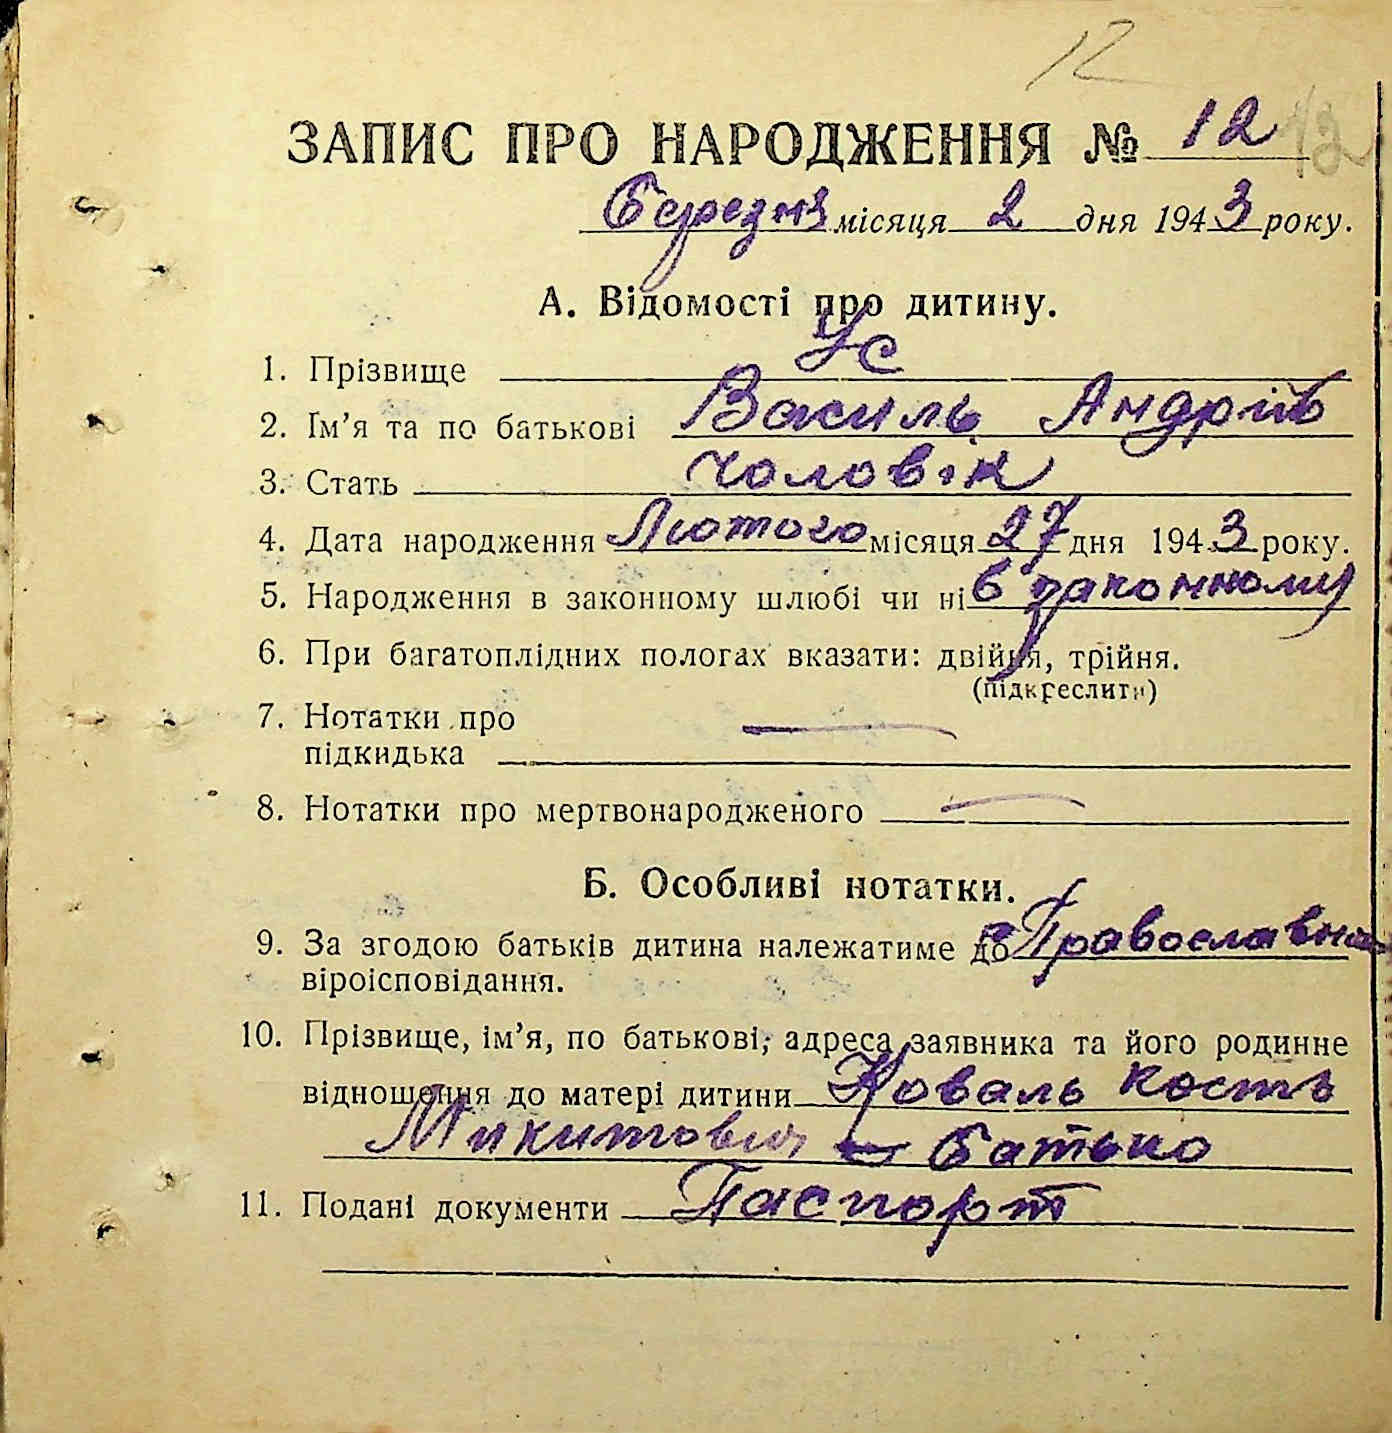 12
ЗАПИС ПРО НАРОДЖЕННЯ № 12 13
Березня місяця 2 дня 1943 року.
А. Відомості про дитину.
1. Прізвище Ус
2. Ім'я та по батькові Василь Андріїв
3. Стать чоловік
4. Дата народження Лютого місяця 27 дня 1943 року.
5. Народження в законному шлюбі чи ні в законному
6. При багатоплідних пологах вказати: двійня, трійня.
(підкреслити)
7. Нотатки про —
підкидька
8. Нотатки про мертвонародженого —
Б. Особливі нотатки.
9. За згодою батьків дитина належатиме до Православна
віроісповідання.
10. Прізвище, ім'я, по батькові, адреса заявника та його родинне
відношення до матері дитини Коваль Кость
Микитович — батько
11. Подані документи Паспорт